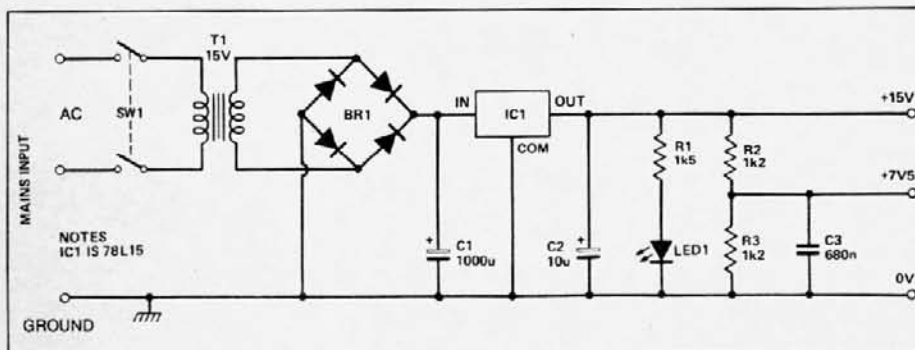 T1
15V
+15V
IN
OUT
AC
SW1
BR1
IC1
COM
R1
1k5
R2
1k2
+7V5
MAINS INPUT
NOTES
IC1 IS 78L15
+
C1
1000u
C2
10u
+
LED1
R3
1k2
C3
680n
0V
GROUND